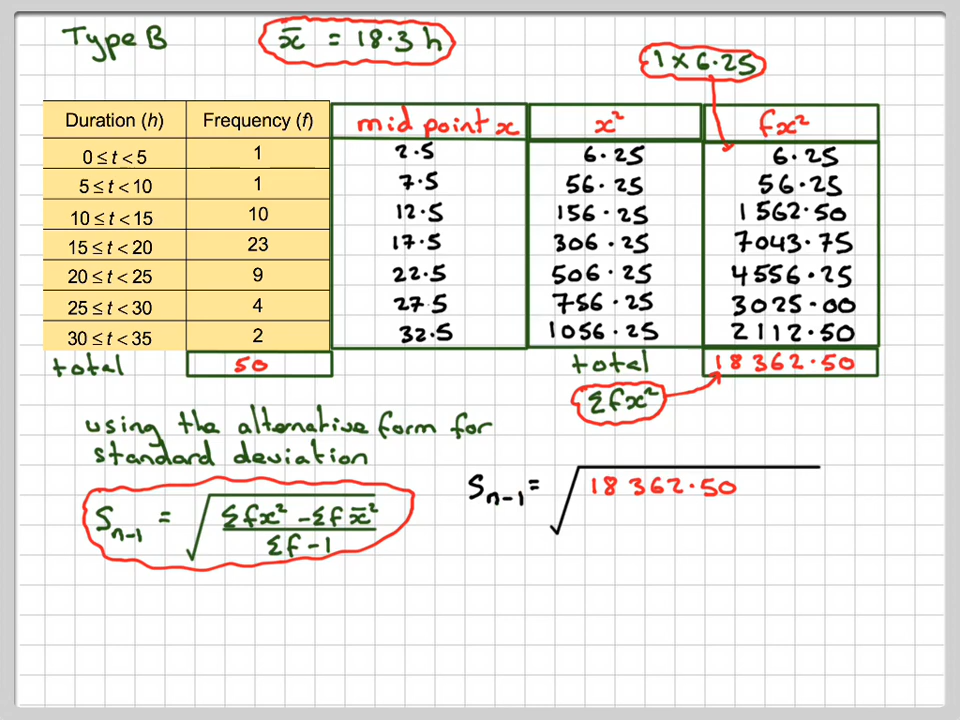 Type B x̄ = 18.3 h
1 x 6.25
Duration (h) Frequency (f) mid point x x² fx²
0 ≤ t < 5 1 2.5 6.25 6.25
5 ≤ t < 10 1 7.5 56.25 56.25
10 ≤ t < 15 10 12.5 156.25 1562.50
15 ≤ t < 20 23 17.5 306.25 7043.75
20 ≤ t < 25 9 22.5 506.25 4556.25
25 ≤ t < 30 4 27.5 756.25 3025.00
30 ≤ t < 35 2 32.5 1056.25 2112.50
total 50 total 18 362.50
Σfx²
using the alternative form for
standard deviation
Sn-1 = √ Σfx² - Σf x̄² / Σf - 1
Sn-1 = √ 18 362.50